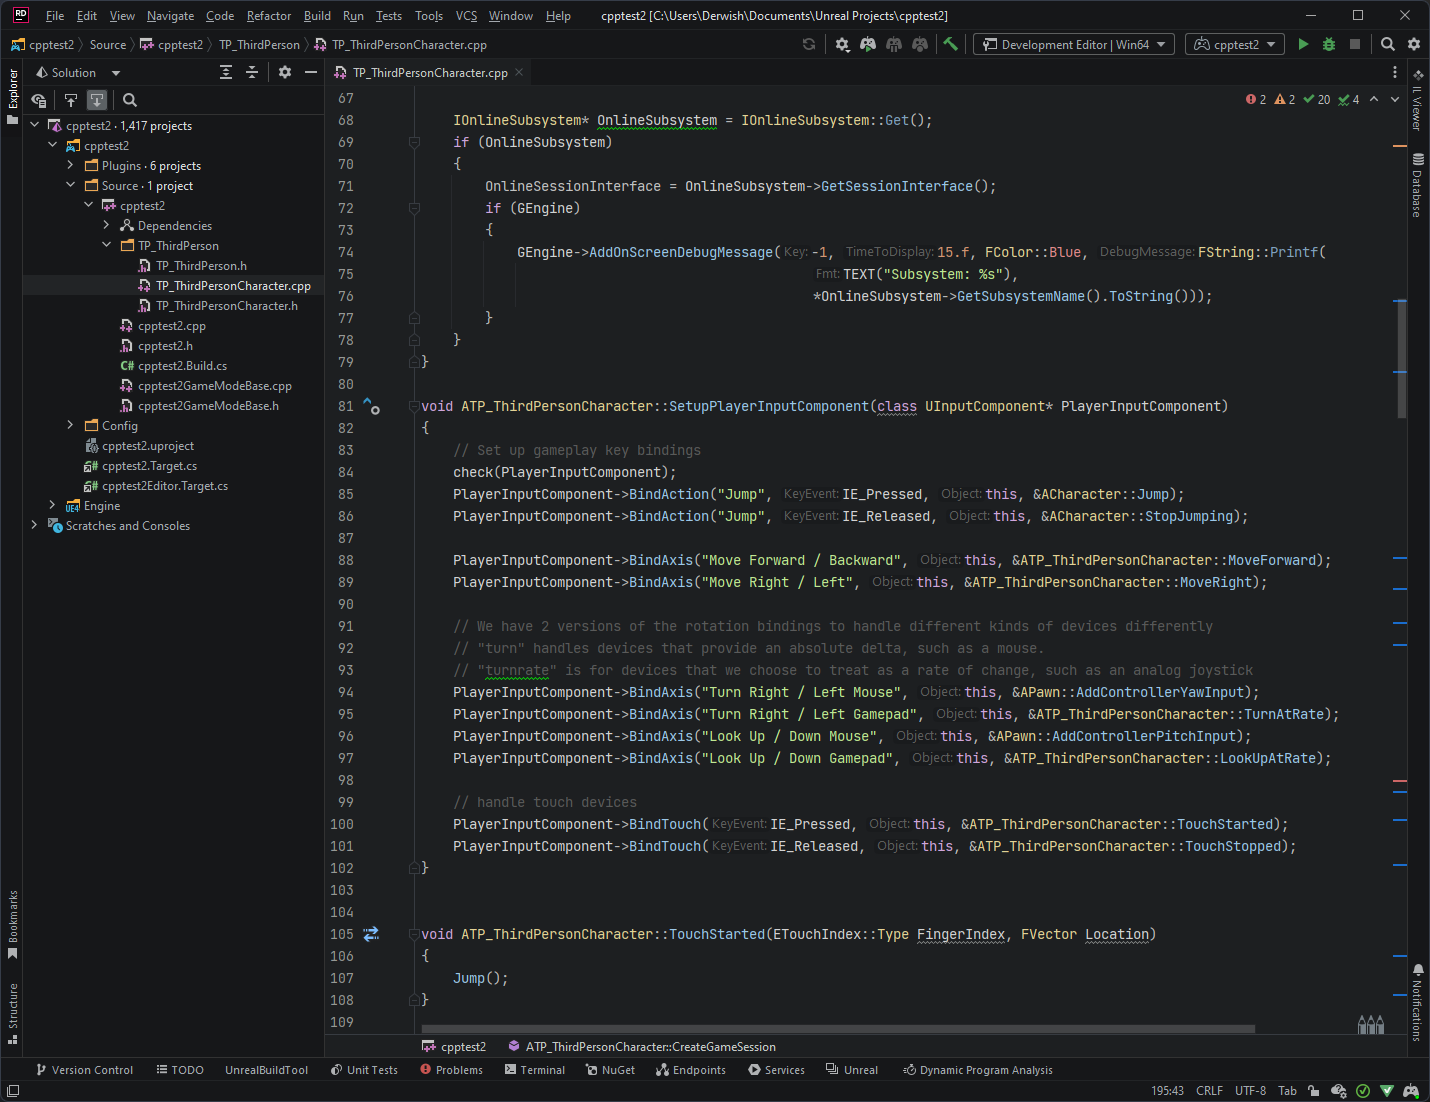 RD File Edit View Navigate Code Refactor Build Run Tests Tools VCS Window Help cpptest2 [C:\Users\Derwish\Documents\Unreal Projects\cpptest2]
cpptest2 Source cpptest2 TP_ThirdPerson TP_ThirdPersonCharacter.cpp Development Editor | Win64 cpptest2
Explorer
Solution
cpptest2 · 1,417 projects
cpptest2
Plugins · 6 projects
Source · 1 project
cpptest2
Dependencies
TP_ThirdPerson
TP_ThirdPerson.h
TP_ThirdPersonCharacter.cpp
TP_ThirdPersonCharacter.h
cpptest2.cpp
cpptest2.h
C# cpptest2.Build.cs
cpptest2GameModeBase.cpp
cpptest2GameModeBase.h
Config
cpptest2.uproject
cpptest2.Target.cs
cpptest2Editor.Target.cs
UE4 Engine
Scratches and Consoles
Bookmarks
Structure
TP_ThirdPersonCharacter.cpp
2 2 20 4
67
68 IOnlineSubsystem* OnlineSubsystem = IOnlineSubsystem::Get();
69 if (OnlineSubsystem)
70 {
71 OnlineSessionInterface = OnlineSubsystem->GetSessionInterface();
72 if (GEngine)
73 {
74 GEngine->AddOnScreenDebugMessage( Key: -1, TimeToDisplay: 15.f, FColor::Blue, DebugMessage: FString::Printf(
75 Fmt: TEXT("Subsystem: %s"),
76 *OnlineSubsystem->GetSubsystemName().ToString()));
77 }
78 }
79 }
80
81 void ATP_ThirdPersonCharacter::SetupPlayerInputComponent(class UInputComponent* PlayerInputComponent)
82 {
83 // Set up gameplay key bindings
84 check(PlayerInputComponent);
85 PlayerInputComponent->BindAction("Jump", KeyEvent: IE_Pressed, Object: this, &ACharacter::Jump);
86 PlayerInputComponent->BindAction("Jump", KeyEvent: IE_Released, Object: this, &ACharacter::StopJumping);
87
88 PlayerInputComponent->BindAxis("Move Forward / Backward", Object: this, &ATP_ThirdPersonCharacter::MoveForward);
89 PlayerInputComponent->BindAxis("Move Right / Left", Object: this, &ATP_ThirdPersonCharacter::MoveRight);
90
91 // We have 2 versions of the rotation bindings to handle different kinds of devices differently
92 // "turn" handles devices that provide an absolute delta, such as a mouse.
93 // "turnrate" is for devices that we choose to treat as a rate of change, such as an analog joystick
94 PlayerInputComponent->BindAxis("Turn Right / Left Mouse", Object: this, &APawn::AddControllerYawInput);
95 PlayerInputComponent->BindAxis("Turn Right / Left Gamepad", Object: this, &ATP_ThirdPersonCharacter::TurnAtRate);
96 PlayerInputComponent->BindAxis("Look Up / Down Mouse", Object: this, &APawn::AddControllerPitchInput);
97 PlayerInputComponent->BindAxis("Look Up / Down Gamepad", Object: this, &ATP_ThirdPersonCharacter::LookUpAtRate);
98
99 // handle touch devices
100 PlayerInputComponent->BindTouch( KeyEvent: IE_Pressed, Object: this, &ATP_ThirdPersonCharacter::TouchStarted);
101 PlayerInputComponent->BindTouch( KeyEvent: IE_Released, Object: this, &ATP_ThirdPersonCharacter::TouchStopped);
102 }
103
104
105 void ATP_ThirdPersonCharacter::TouchStarted(ETouchIndex::Type FingerIndex, FVector Location)
106 {
107 Jump();
108 }
109
IL Viewer
Database
Notifications
cpptest2 ATP_ThirdPersonCharacter::CreateGameSession
Version Control TODO UnrealBuildTool Unit Tests Problems Terminal NuGet Endpoints Services Unreal Dynamic Program Analysis
195:43 CRLF UTF-8 Tab